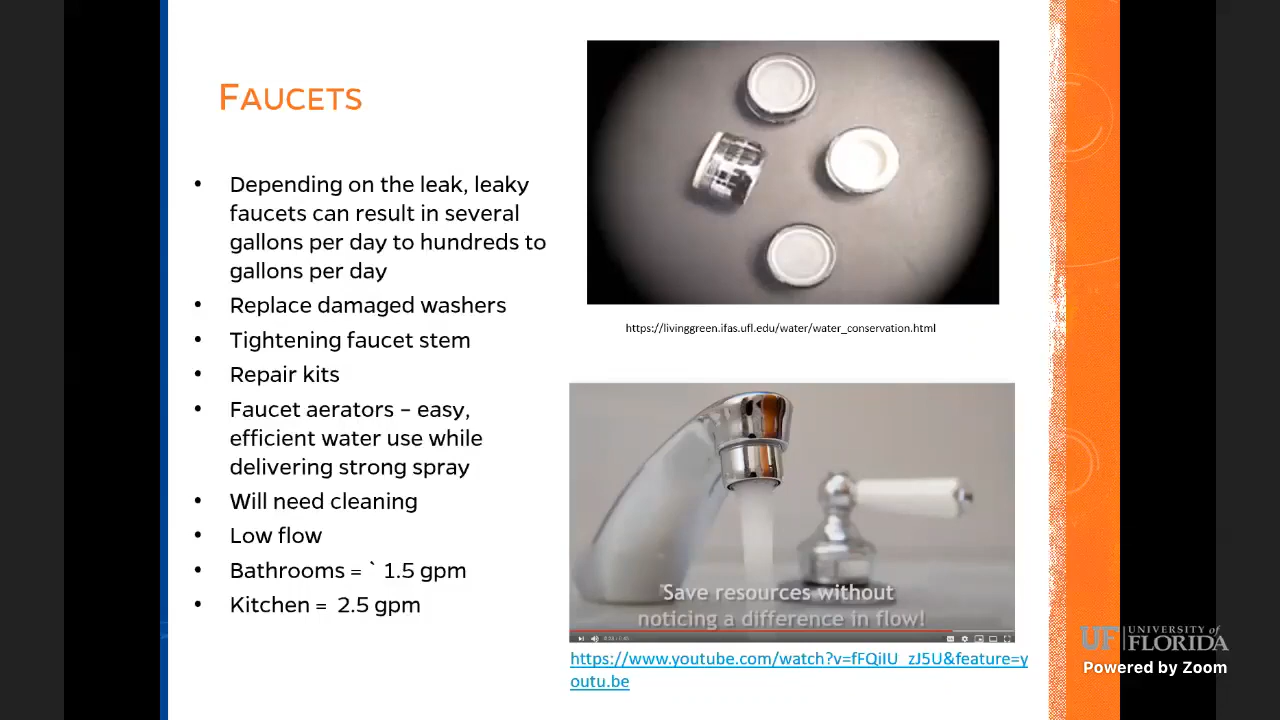 FAUCETS
• Depending on the leak, leaky
faucets can result in several
gallons per day to hundreds to
gallons per day
• Replace damaged washers
• Tightening faucet stem
• Repair kits
• Faucet aerators – easy,
efficient water use while
delivering strong spray
• Will need cleaning
• Low flow
• Bathrooms = ` 1.5 gpm
• Kitchen = 2.5 gpm
https://livinggreen.ifas.ufl.edu/water/water_conservation.html
Save resources without
noticing a difference in flow!
https://www.youtube.com/watch?v=fFQiIU_zJ5U&feature=y
outu.be
UF UNIVERSITY of
FLORIDA
Powered by Zoom